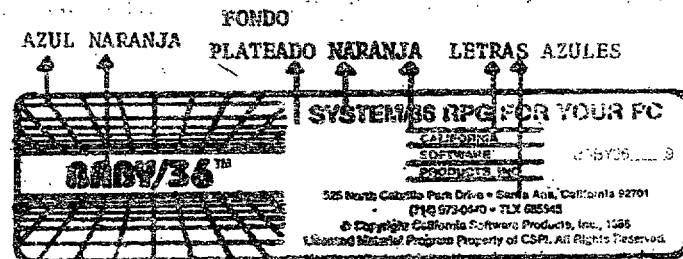 FONDO
AZUL NARANJA PLATEADO NARANJA LETRAS AZULES
SYSTEM/36 RPG FOR YOUR PC
CALIFORNIA
SOFTWARE
PRODUCTS, INC.
BABY/36™
525 North Cabrillo Park Drive • Santa Ana, California 92701
(714) 973-0440 • TLX 685545
© Copyright California Software Products, Inc., 1986
Licensed Material Program Property of CSPI. All Rights Reserved.